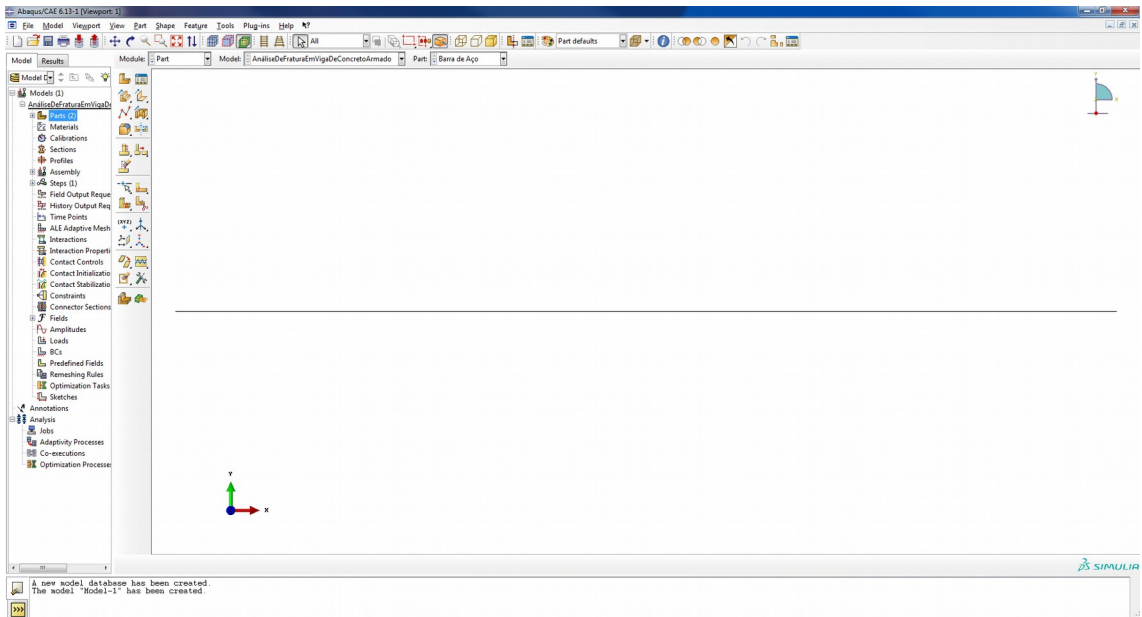 Abaqus/CAE 6.13-1 [Viewport: 1]
File Model Viewport View Part Shape Feature Tools Plug-ins Help
All
Part defaults
Model Results
Module: Part Model: AnáliseDeFraturaEmVigaDeConcretoArmado Part: Barra de Aço
Model D
Models (1)
AnáliseDeFraturaEmVigaDe
Parts (2)
Materials
Calibrations
Sections
Profiles
Assembly
Steps (1)
Field Output Reque
History Output Req
Time Points
ALE Adaptive Mesh
Interactions
Interaction Properti
Contact Controls
Contact Initializatio
Contact Stabilizatio
Constraints
Connector Sections
Fields
Amplitudes
Loads
BCs
Predefined Fields
Remeshing Rules
Optimization Tasks
Sketches
Annotations
Analysis
Jobs
Adaptivity Processes
Co-executions
Optimization Processes
(XYZ)
Y
X
Y
X
SIMULIA
A new model database has been created.
The model "Model-1" has been created.
>>>